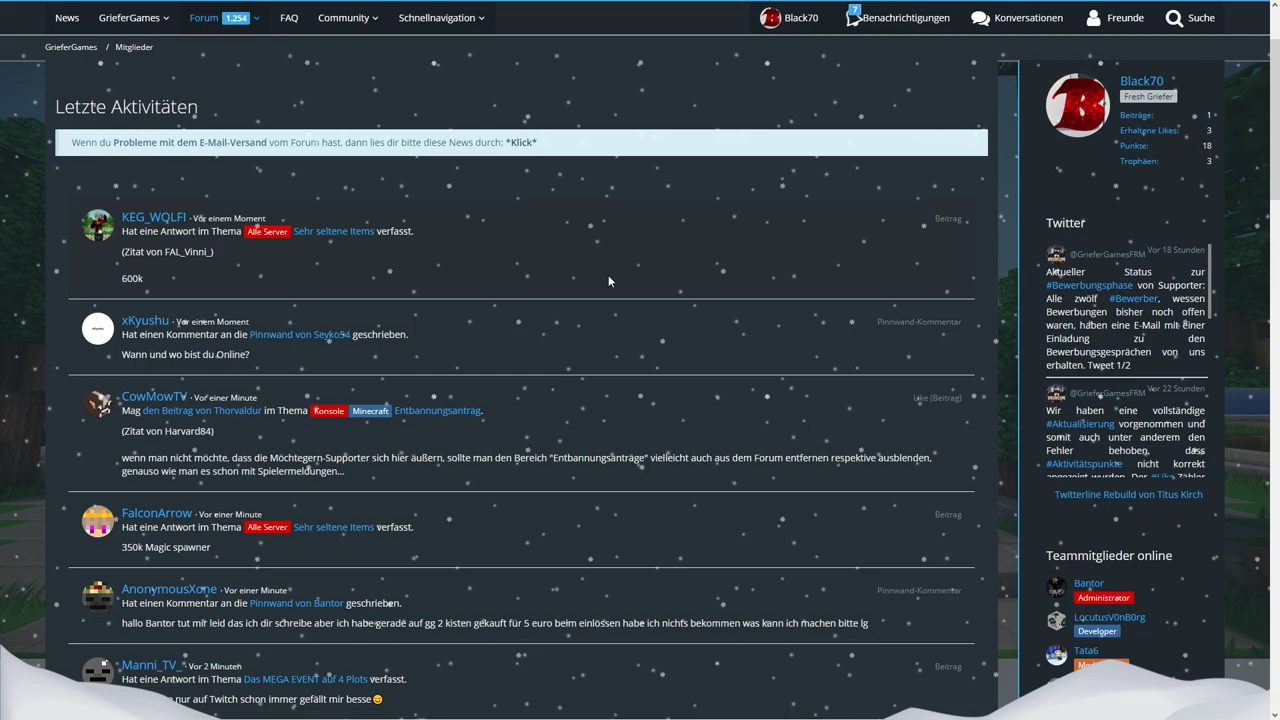 News GrieferGames Forum 1.254 FAQ Community Schnellnavigation Black70 7 Benachrichtigungen Konversationen Freunde Suche
GrieferGames / Mitglieder
Letzte Aktivitäten
Wenn du Probleme mit dem E-Mail-Versand vom Forum hast, dann lies dir bitte diese News durch: *Klick*
KEG_WQLFI · Vor einem Moment Beitrag
Hat eine Antwort im Thema Alle Server Sehr seltene Items verfasst.
(Zitat von FAL_Vinni_)
600k
xKyushu · Vor einem Moment Pinnwand-Kommentar
Hat einen Kommentar an die Pinnwand von Seyko54 geschrieben.
Wann und wo bist du Online?
CowMowTV · Vor einer Minute Like (Beitrag)
Mag den Beitrag von Thorvaldur im Thema Konsole Minecraft Entbannungsantrag.
(Zitat von Harvard84)
wenn man nicht möchte, dass die Möchtegern-Supporter sich hier äußern, sollte man den Bereich "Entbannungsanträge" vielleicht auch aus dem Forum entfernen respektive ausblenden,
genauso wie man es schon mit Spielermeldungen...
FalconArrow · Vor einer Minute Beitrag
Hat eine Antwort im Thema Alle Server Sehr seltene Items verfasst.
350k Magic spawner
AnonymousXone · Vor einer Minute Pinnwand-Kommentar
Hat einen Kommentar an die Pinnwand von Bantor geschrieben.
hallo Bantor tut mir leid das ich dir schreibe aber ich habe gerade auf gg 2 kisten gekauft für 5 euro beim einlösen habe ich nichts bekommen was kann ich machen bitte lg
Manni_TV_ · Vor 2 Minuten Beitrag
Hat eine Antwort im Thema Das MEGA EVENT auf 4 Plots verfasst.
nur auf Twitch schon immer gefällt mir besse😊
Black70
Fresh Griefer
Beiträge: 1
Erhaltene Likes: 3
Punkte: 18
Trophäen: 3
Twitter
@GrieferGamesFRM Vor 18 Stunden
Aktueller Status zur
#Bewerbungsphase von Supporter:
Alle zwölf #Bewerber, wessen
Bewerbungen bisher noch offen
waren, haben eine E-Mail mit einer
Einladung zu den
Bewerbungsgesprächen von uns
erhalten. Tweet 1/2
@GrieferGamesFRM Vor 22 Stunden
Wir haben eine vollständige
#Aktualisierung vorgenommen und
somit auch unter anderem den
Fehler behoben, dass
#Aktivitätspunkte nicht korrekt
angezeigt wurden. Der #Like Zähler
Twitterline Rebuild von Titus Kirch
Teammitglieder online
Bantor
Administrator
LocutusV0nB0rg
Developer
Tata6